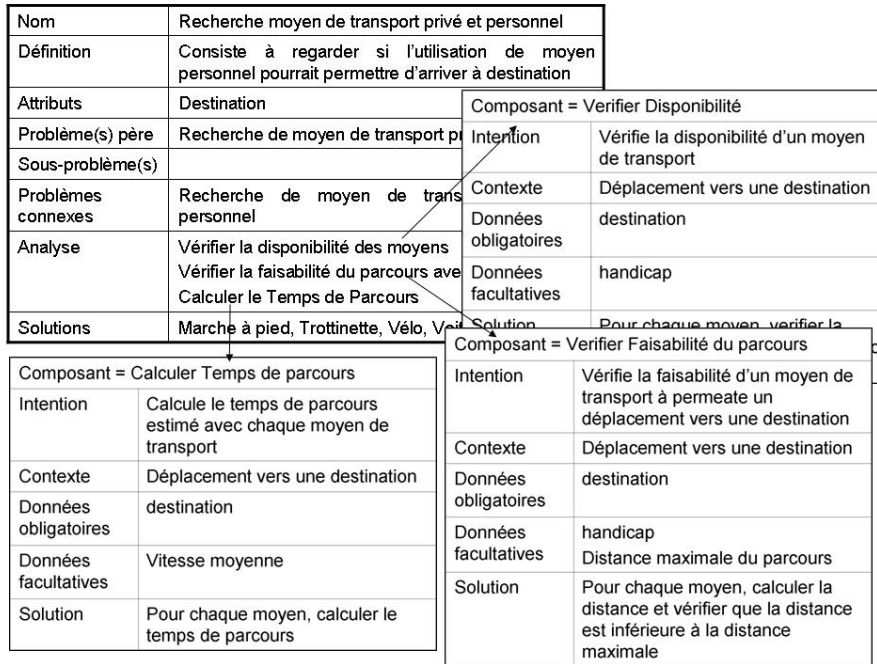 Nom Recherche moyen de transport privé et personnel
Définition Consiste à regarder si l'utilisation de moyen
personnel pourrait permettre d'arriver à destination
Attributs Destination
Problème(s) père Recherche de moyen de transport
Sous-problème(s)
Problèmes Recherche de moyen de
connexes personnel
Analyse Vérifier la disponibilité des moyens
Vérifier la faisabilité du parcours
Calculer le Temps de Parcours
Solutions Marche à pied, Trottinette, Vélo,
Composant = Verifier Disponibilité
Intention Vérifie la disponibilité d'un moyen
de transport
Contexte Déplacement vers une destination
Données destination
obligatoires
Données handicap
facultatives
Solution Pour chaque moyen, verifier la
Composant = Calculer Temps de parcours
Intention Calcule le temps de parcours
estimé avec chaque moyen de
transport
Contexte Déplacement vers une destination
Données destination
obligatoires
Données Vitesse moyenne
facultatives
Solution Pour chaque moyen, calculer le
temps de parcours
Composant = Verifier Faisabilité du parcours
Intention Vérifie la faisabilité d'un moyen de
transport à permeate un
déplacement vers une destination
Contexte Déplacement vers une destination
Données destination
obligatoires
Données handicap
facultatives Distance maximale du parcours
Solution Pour chaque moyen, calculer la
distance et vérifier que la distance
est inférieure à la distance
maximale